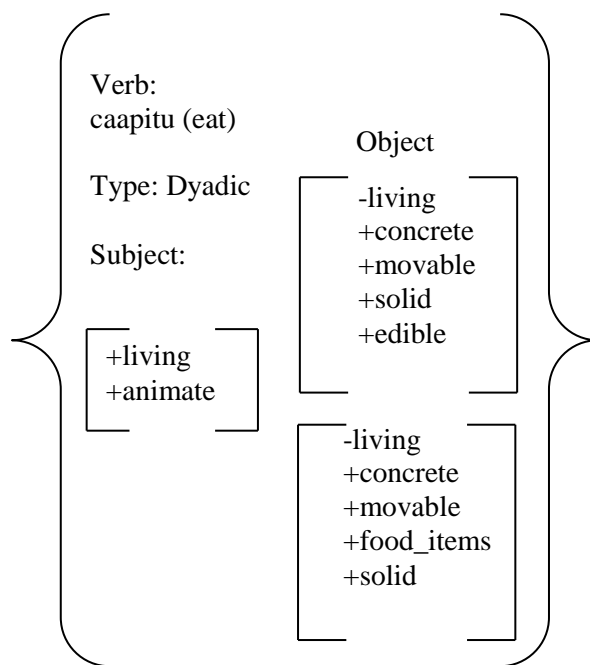 Verb:
caapitu (eat)
Type: Dyadic
Subject:
+living
+animate
Object
-living
+concrete
+movable
+solid
+edible
-living
+concrete
+movable
+food_items
+solid